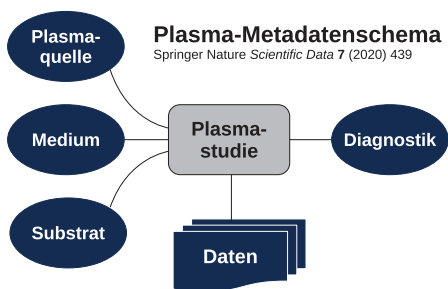 Plasma-Metadatenschema
Springer Nature Scientific Data 7 (2020) 439
Plasma-
quelle
Medium
Substrat
Plasma-
studie
Diagnostik
Daten